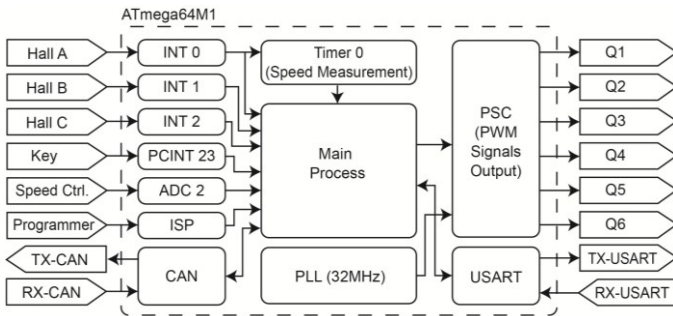 ATmega64M1
Hall A
INT 0
Timer 0
(Speed Measurement)
Q1
Hall B
INT 1
Q2
Hall C
INT 2
PSC
(PWM
Signals
Output)
Q3
Key
PCINT 23
Main
Process
Q4
Speed Ctrl.
ADC 2
Q5
Programmer
ISP
Q6
TX-CAN
CAN
PLL (32MHz)
USART
TX-USART
RX-CAN
RX-USART